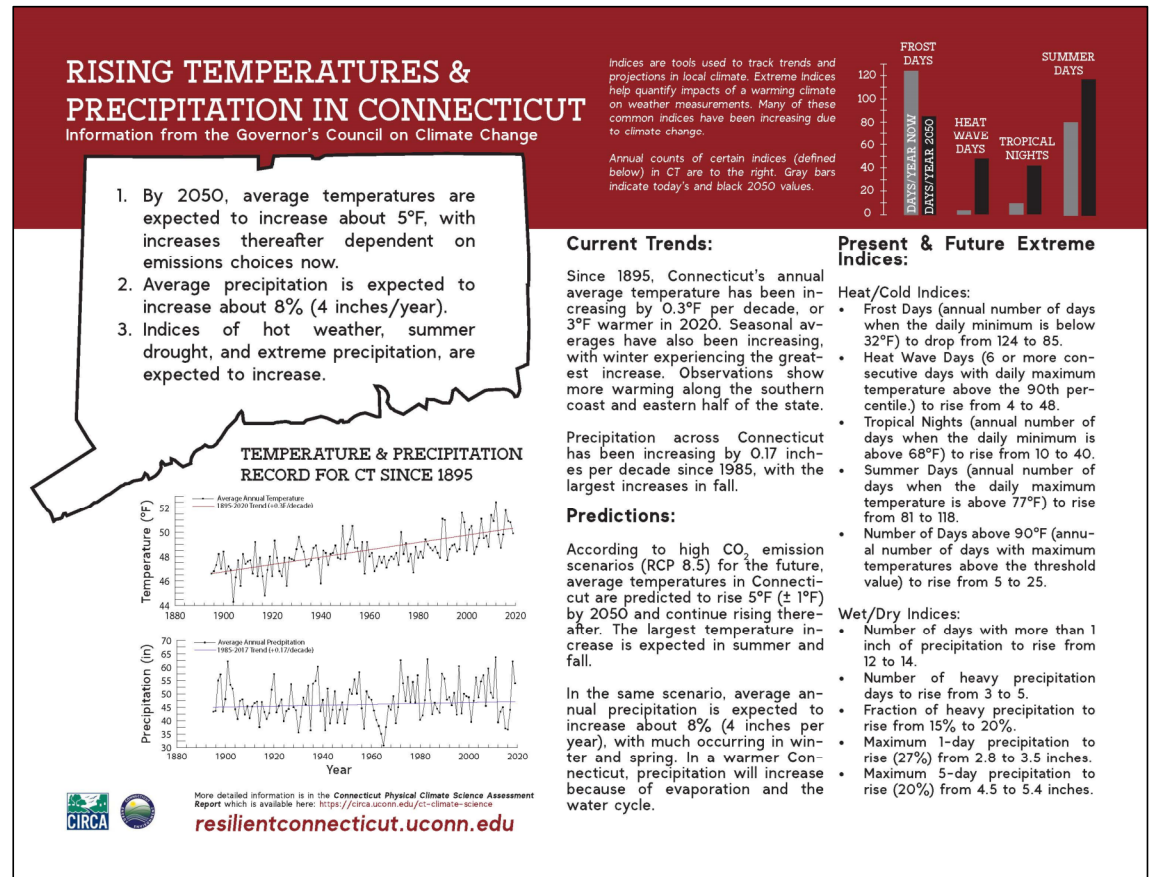 RISING TEMPERATURES &
PRECIPITATION IN CONNECTICUT
Information from the Governor's Council on Climate Change
Indices are tools used to track trends and
projections in local climate. Extreme Indices
help quantify impacts of a warming climate
on weather measurements. Many of these
common indices have been increasing due
to climate change.
Annual counts of certain indices (defined
below) in CT are to the right. Gray bars
indicate today's and black 2050 values.
120
100
80
60
40
20
0
FROST
DAYS
DAYS/YEAR NOW
DAYS/YEAR 2050
HEAT
WAVE
DAYS
TROPICAL
NIGHTS
SUMMER
DAYS
1. By 2050, average temperatures are
expected to increase about 5°F, with
increases thereafter dependent on
emissions choices now.
2. Average precipitation is expected to
increase about 8% (4 inches/year).
3. Indices of hot weather, summer
drought, and extreme precipitation, are
expected to increase.
TEMPERATURE & PRECIPITATION
RECORD FOR CT SINCE 1895
Average Annual Temperature
1895-2020 Trend (+0.3F/decade)
Temperature (°F)
52
50
48
46
44
1880 1900 1920 1940 1960 1980 2000 2020
Average Annual Precipitation
1985-2017 Trend (+0.17/decade)
Precipitation (in)
70
65
60
55
50
45
40
35
30
1880 1900 1920 1940 1960 1980 2000 2020
Year
Current Trends:
Since 1895, Connecticut's annual
average temperature has been in-
creasing by 0.3°F per decade, or
3°F warmer in 2020. Seasonal av-
erages have also been increasing,
with winter experiencing the great-
est increase. Observations show
more warming along the southern
coast and eastern half of the state.
Precipitation across Connecticut
has been increasing by 0.17 inch-
es per decade since 1985, with the
largest increases in fall.
Predictions:
According to high CO₂ emission
scenarios (RCP 8.5) for the future,
average temperatures in Connecti-
cut are predicted to rise 5°F (± 1°F)
by 2050 and continue rising there-
after. The largest temperature in-
crease is expected in summer and
fall.
In the same scenario, average an-
nual precipitation is expected to
increase about 8% (4 inches per
year), with much occurring in win-
ter and spring. In a warmer Con-
necticut, precipitation will increase
because of evaporation and the
water cycle.
Present & Future Extreme
Indices:
Heat/Cold Indices:
• Frost Days (annual number of days
when the daily minimum is below
32°F) to drop from 124 to 85.
• Heat Wave Days (6 or more con-
secutive days with daily maximum
temperature above the 90th per-
centile.) to rise from 4 to 48.
• Tropical Nights (annual number of
days when the daily minimum is
above 68°F) to rise from 10 to 40.
• Summer Days (annual number of
days when the daily maximum
temperature is above 77°F) to rise
from 81 to 118.
• Number of Days above 90°F (annu-
al number of days with maximum
temperatures above the threshold
value) to rise from 5 to 25.
Wet/Dry Indices:
• Number of days with more than 1
inch of precipitation to rise from
12 to 14.
• Number of heavy precipitation
days to rise from 3 to 5.
• Fraction of heavy precipitation to
rise from 15% to 20%.
• Maximum 1-day precipitation to
rise (27%) from 2.8 to 3.5 inches.
• Maximum 5-day precipitation to
rise (20%) from 4.5 to 5.4 inches.
CIRCA
More detailed information is in the Connecticut Physical Climate Science Assessment
Report which is available here: https://circa.uconn.edu/ct-climate-science
resilientconnecticut.uconn.edu